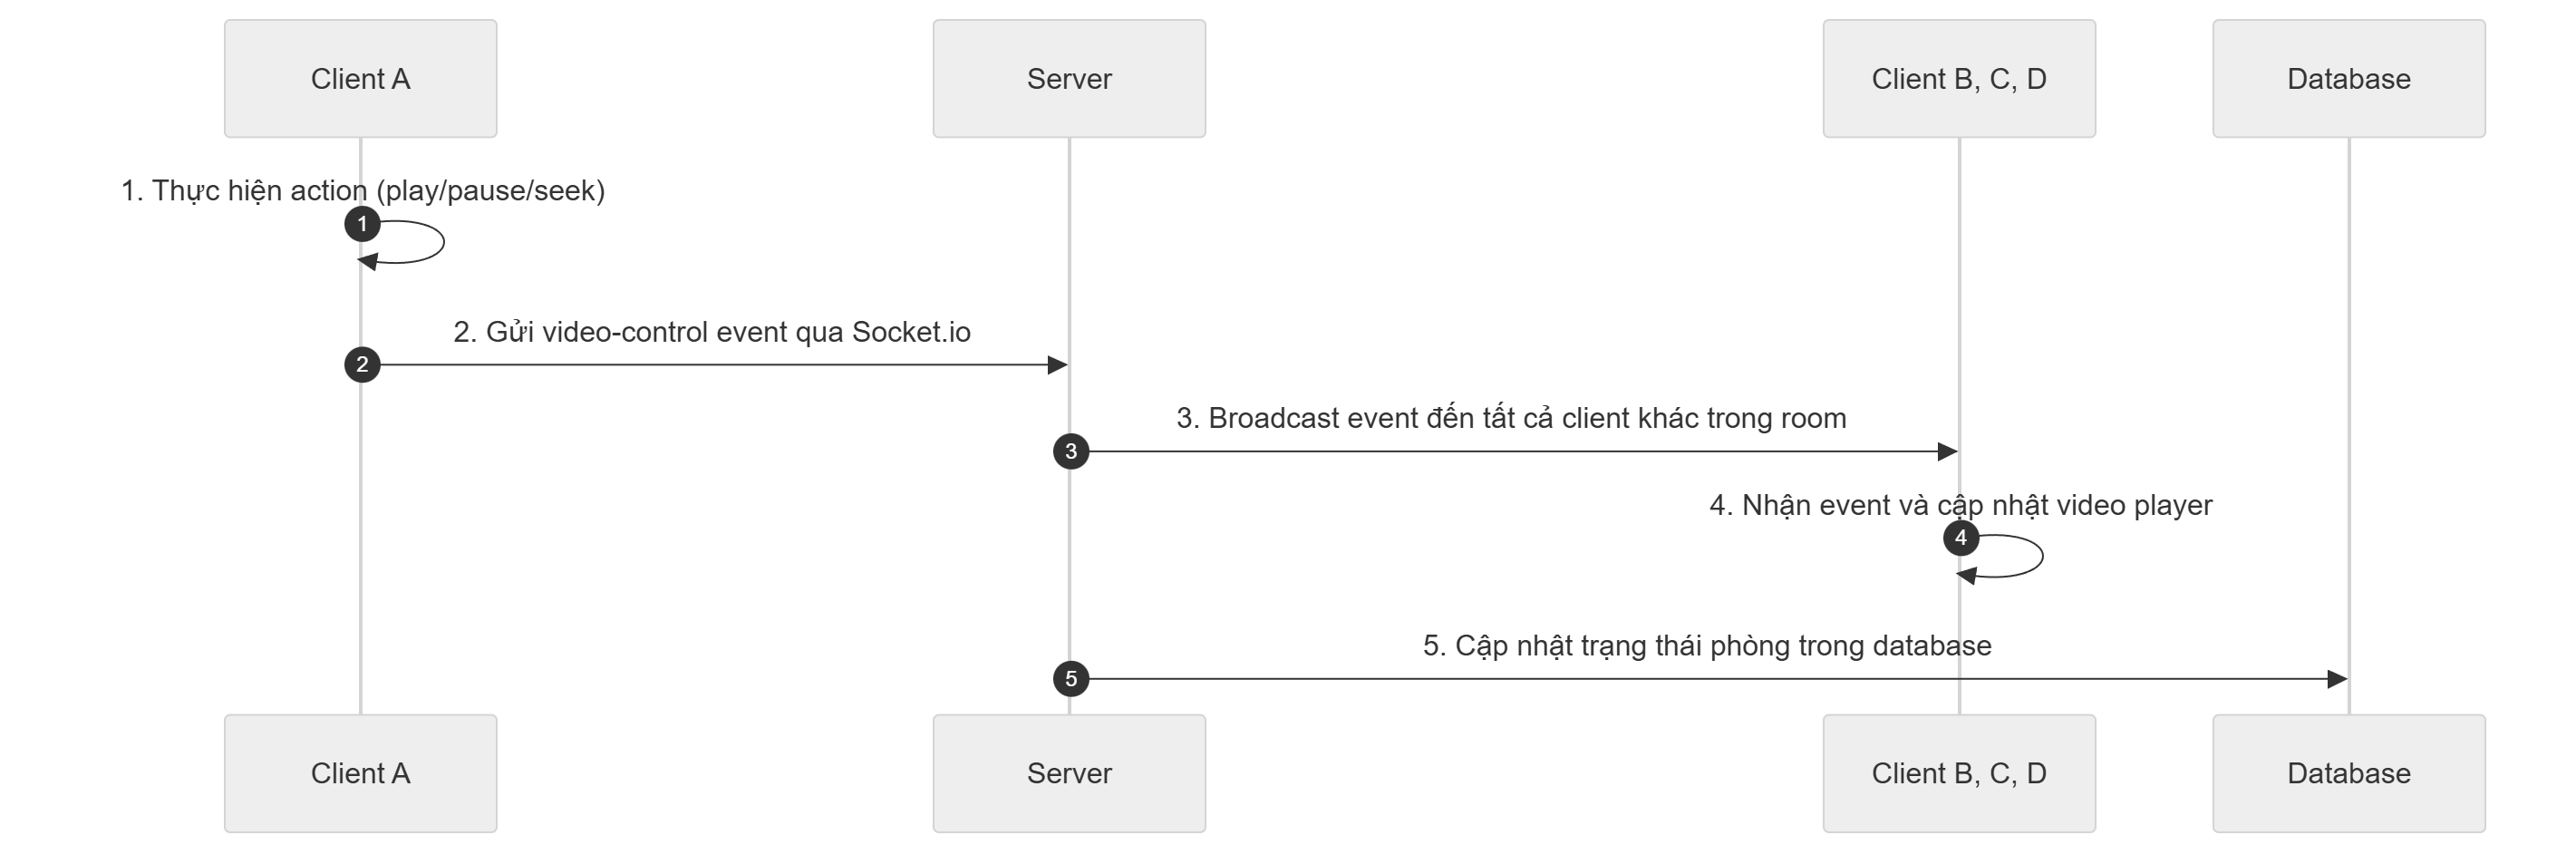 Client A
Server
Client B, C, D
Database
1. Thực hiện action (play/pause/seek)
1
2. Gửi video-control event qua Socket.io
2
3. Broadcast event đến tất cả client khác trong room
3
4. Nhận event và cập nhật video player
4
5. Cập nhật trạng thái phòng trong database
5
Client A
Server
Client B, C, D
Database